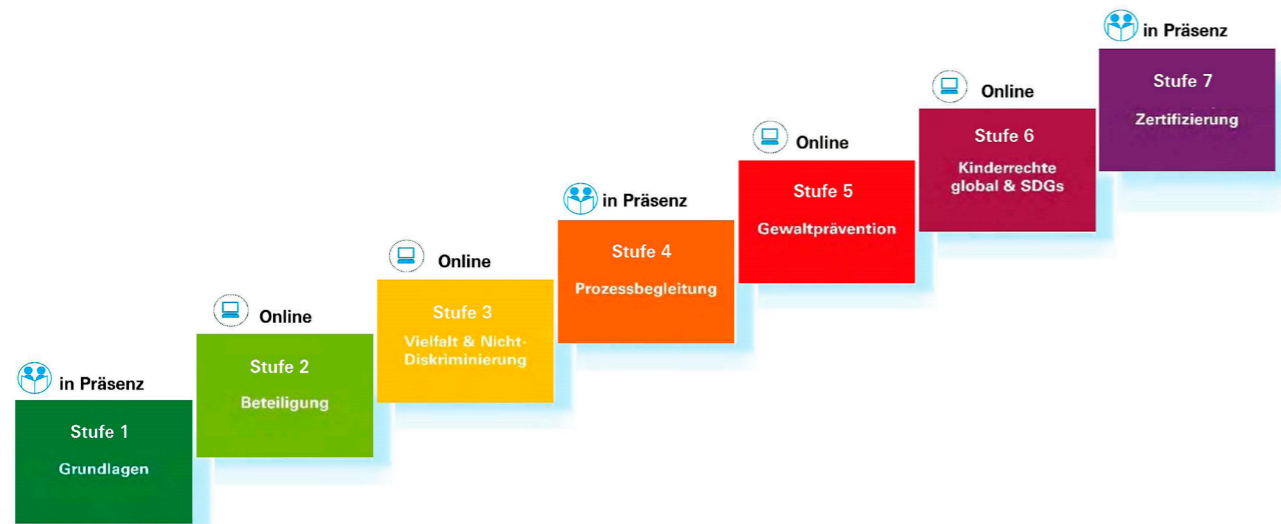 in Präsenz
Stufe 1
Grundlagen
Online
Stufe 2
Beteiligung
Online
Stufe 3
Vielfalt & Nicht-
Diskriminierung
in Präsenz
Stufe 4
Prozessbegleitung
Online
Stufe 5
Gewaltprävention
Online
Stufe 6
Kinderrechte
global & SDGs
in Präsenz
Stufe 7
Zertifizierung